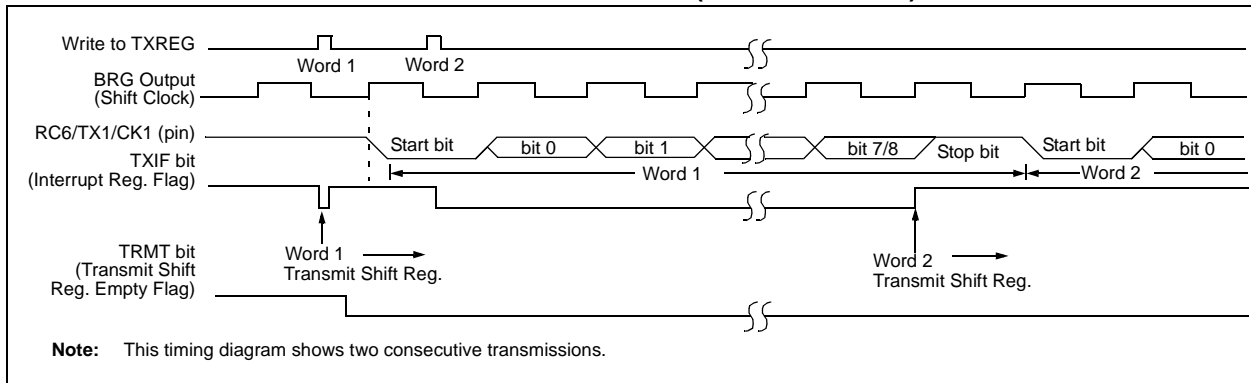 Write to TXREG
Word 1
Word 2
BRG Output
(Shift Clock)
RC6/TX1/CK1 (pin)
Start bit
bit 0
bit 1
bit 7/8
Stop bit
Start bit
bit 0
Word 1
Word 2
TXIF bit
(Interrupt Reg. Flag)
Word 1
Transmit Shift Reg.
Word 2
Transmit Shift Reg.
TRMT bit
(Transmit Shift
Reg. Empty Flag)
Note: This timing diagram shows two consecutive transmissions.